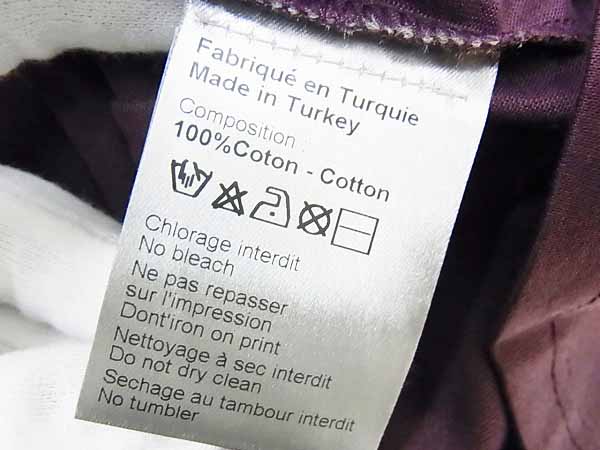 Fabriqué en Turquie
Made in Turkey
Composition :
100%Coton - Cotton
Chlorage interdit
No bleach
Ne pas repasser
sur l'impression
Dont'iron on print
Nettoyage à sec interdit
Do not dry clean
Sechage au tambour interdit
No tumbler